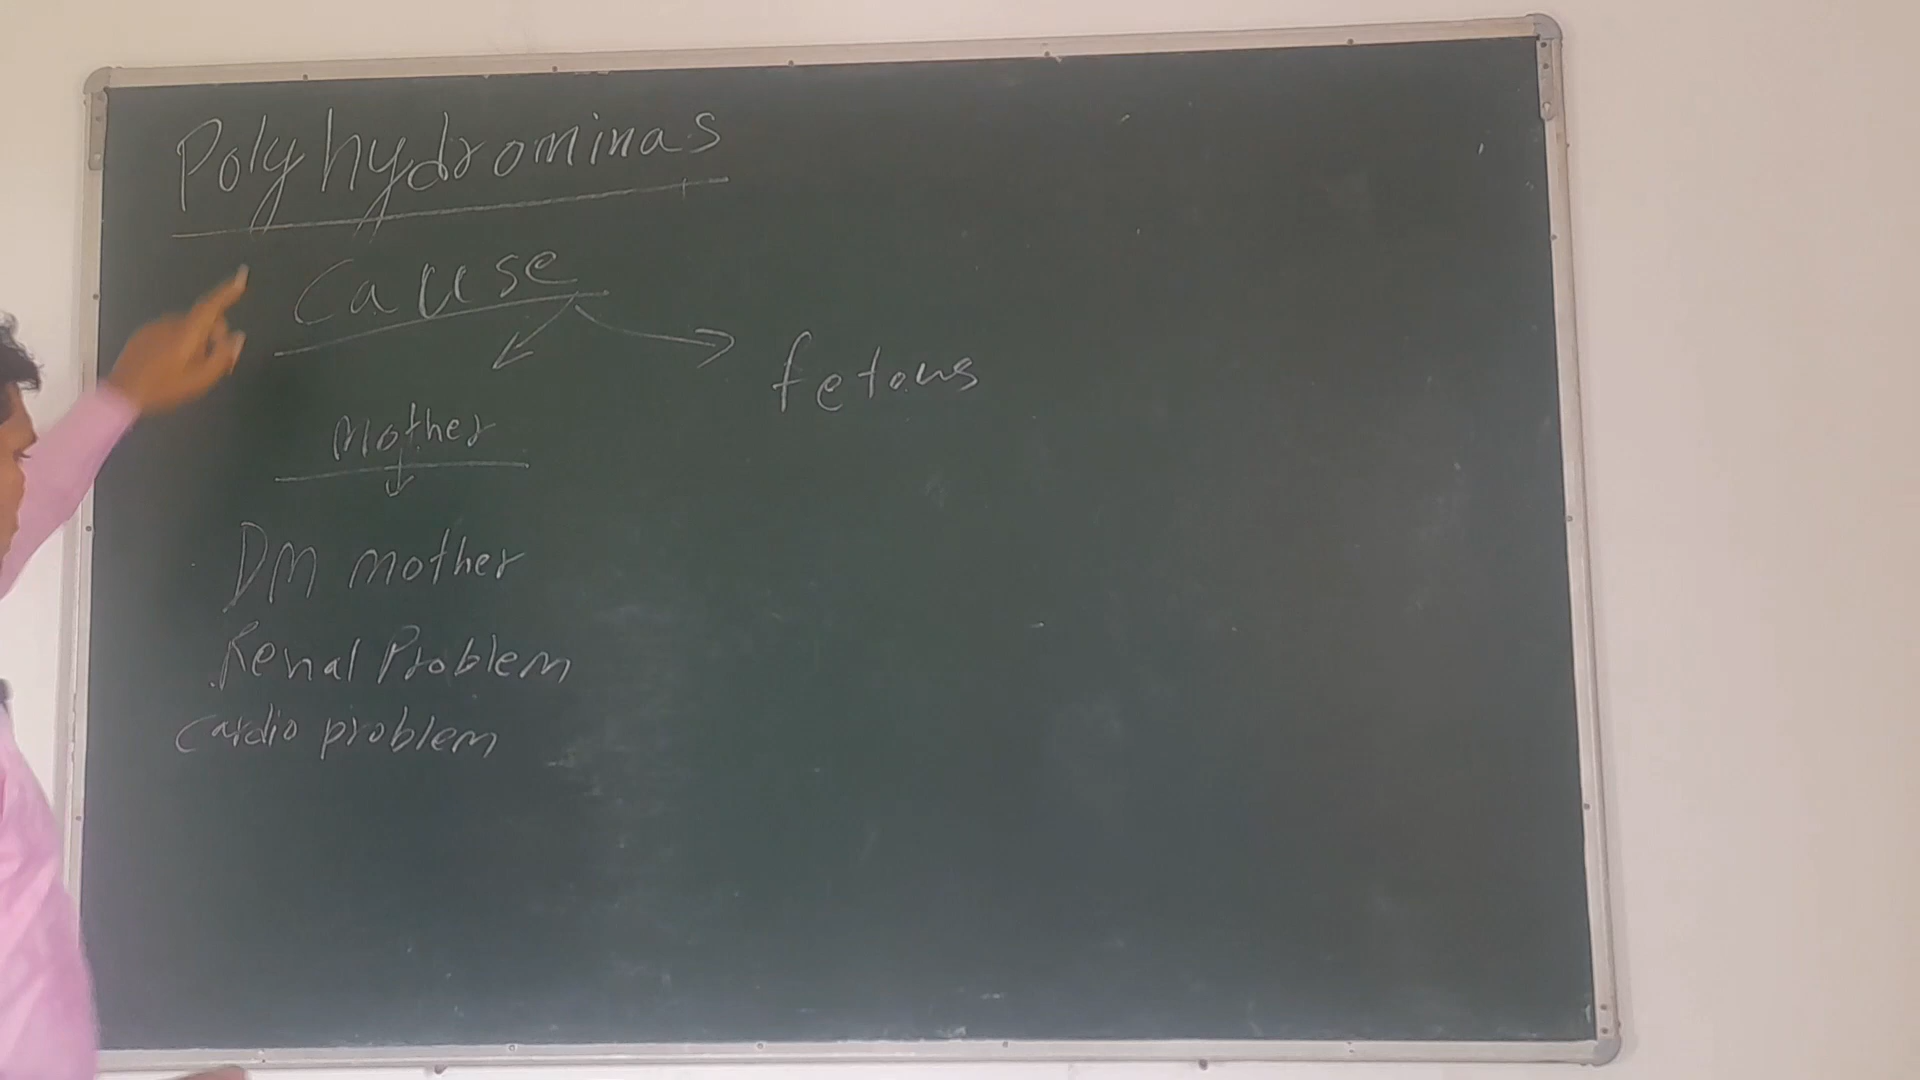 Polyhydrominas
Cause
fetous
Mother
DM mother
Renal Problem
cardio problem